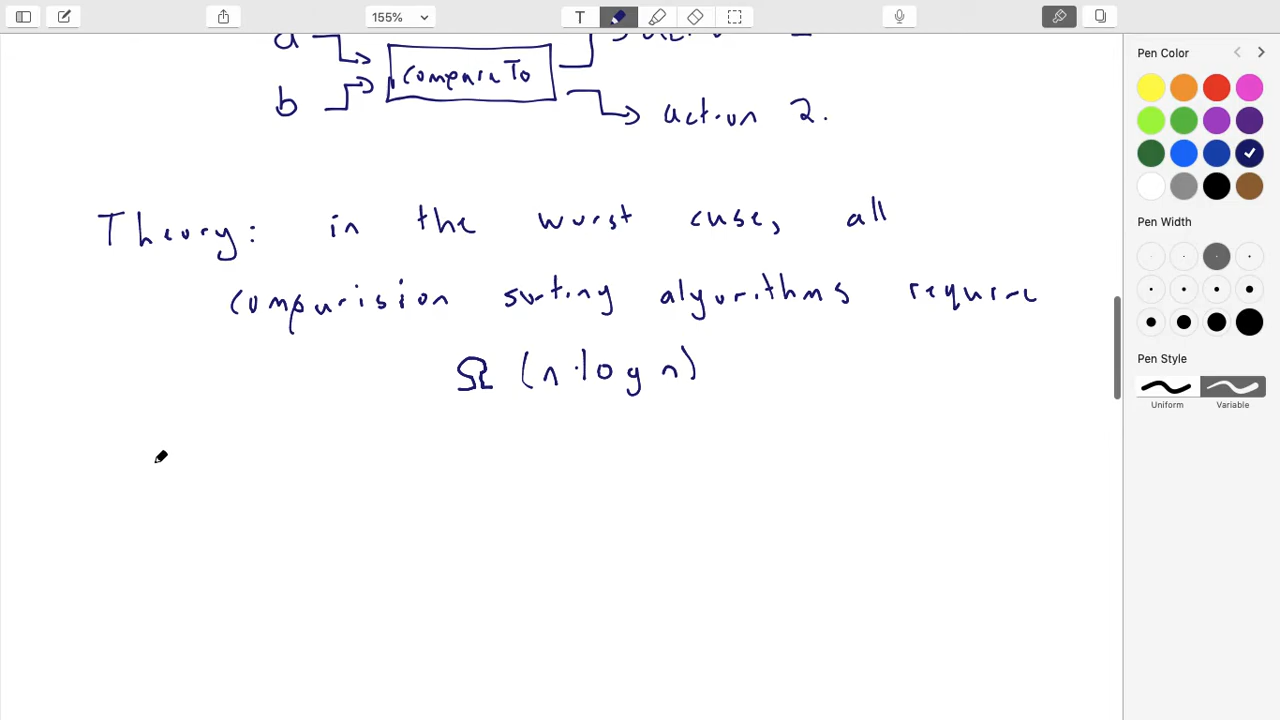 155%
a
compareTo
b
action 2.
Theory: in the worst case, all
comparision sorting algorithms require
Ω (n·log n)
Pen Color
Pen Width
Pen Style
Uniform
Variable